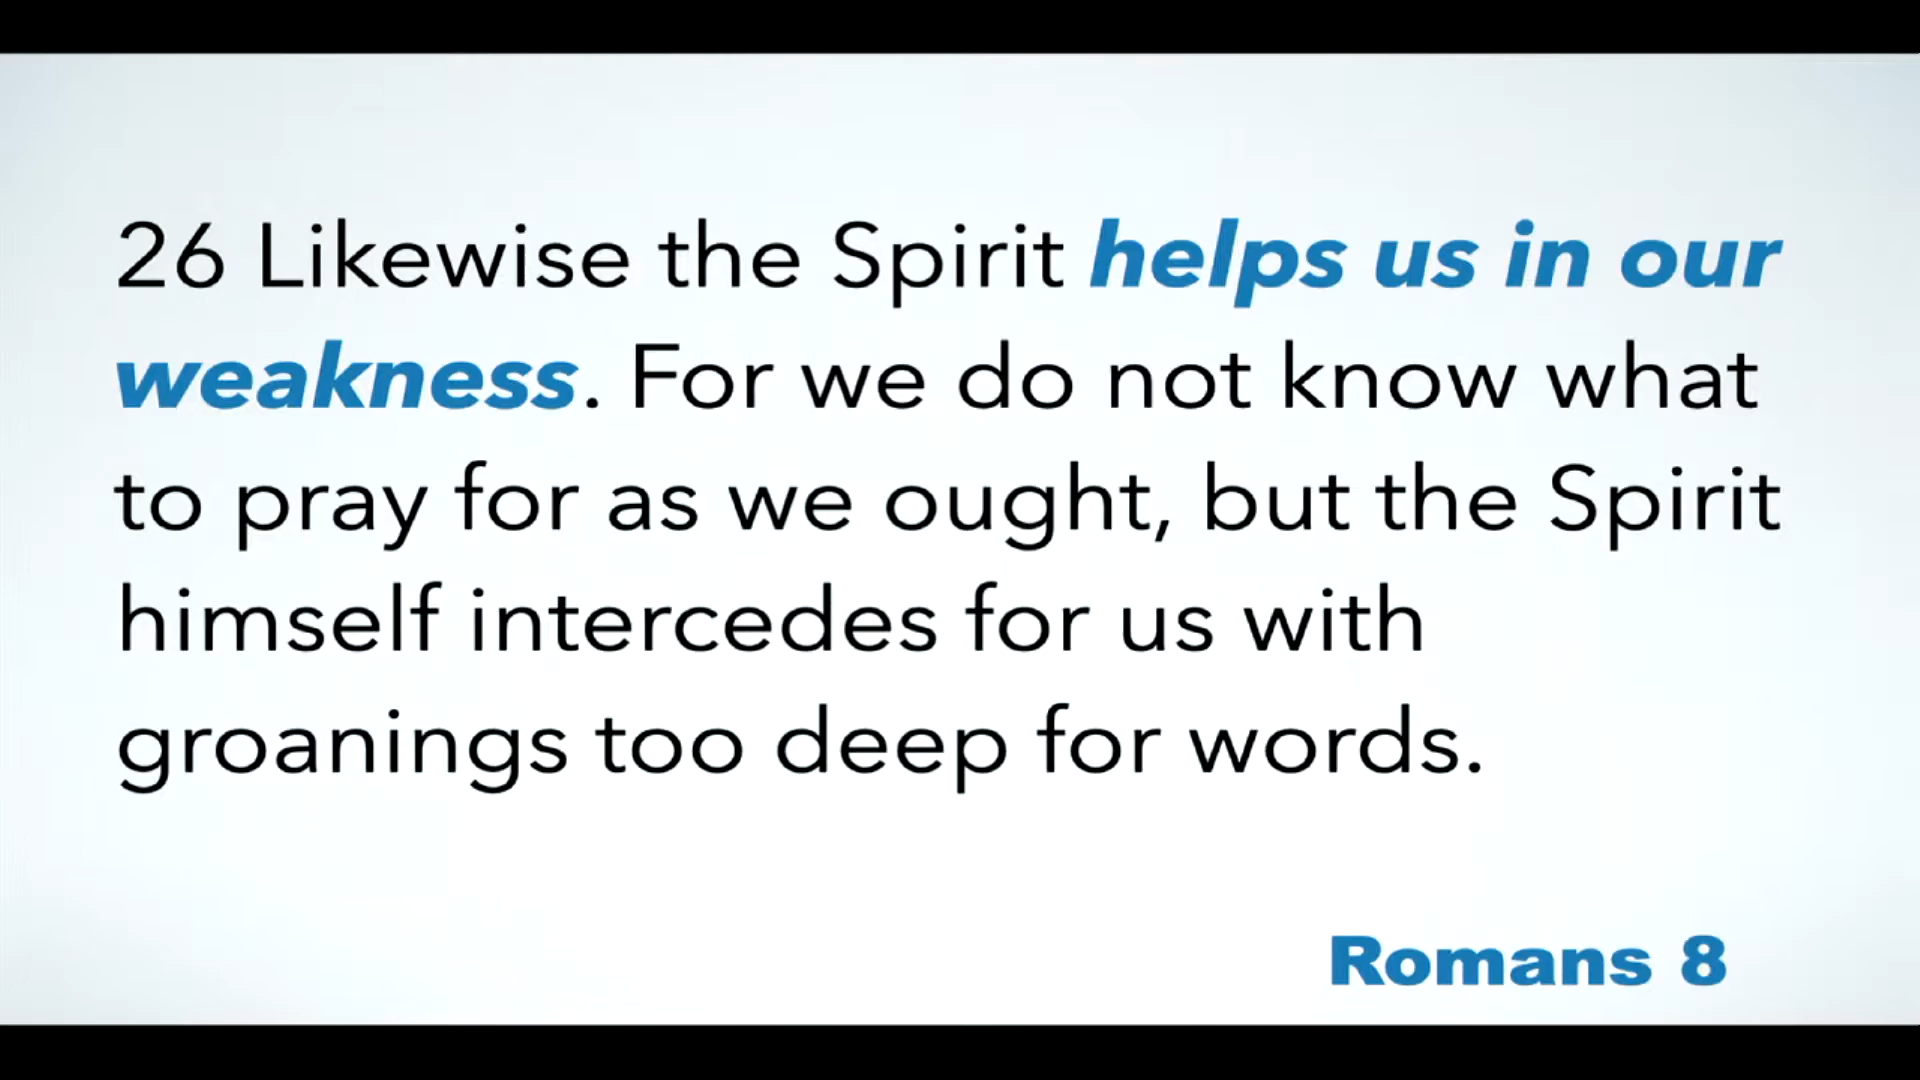 26 Likewise the Spirit helps us in our
weakness. For we do not know what
to pray for as we ought, but the Spirit
himself intercedes for us with
groanings too deep for words.
Romans 8